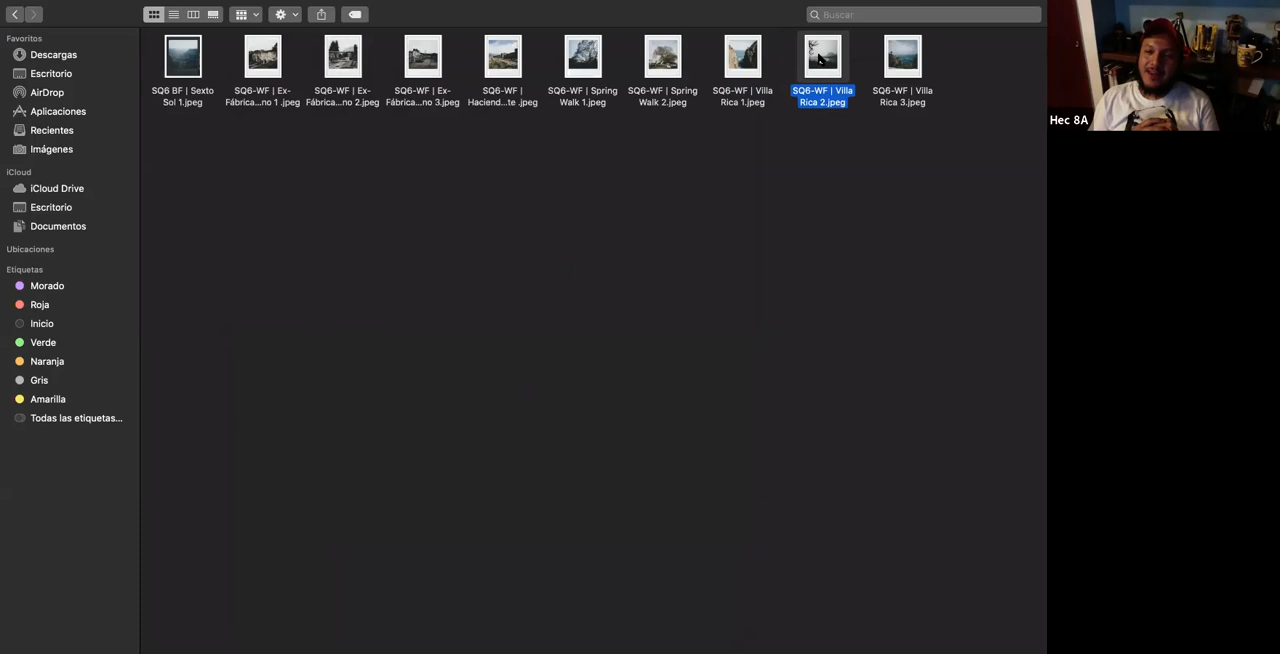 Buscar
Favoritos
Descargas
Escritorio
AirDrop
Aplicaciones
Recientes
Imágenes
iCloud
iCloud Drive
Escritorio
Documentos
Ubicaciones
Etiquetas
Morado
Roja
Inicio
Verde
Naranja
Gris
Amarilla
Todas las etiquetas...
SQ6 BF | Sexto
Sol 1.jpeg
SQ6-WF | Ex-
Fábrica...no 1 .jpeg
SQ6-WF | Ex-
Fábrica...no 2.jpeg
SQ6-WF | Ex-
Fábrica...no 3.jpeg
SQ6-WF |
Haciend...te .jpeg
SQ6-WF | Spring
Walk 1.jpeg
SQ6-WF | Spring
Walk 2.jpeg
SQ6-WF | Villa
Rica 1.jpeg
SQ6-WF | Villa
Rica 2.jpeg
SQ6-WF | Villa
Rica 3.jpeg
Hec 8A